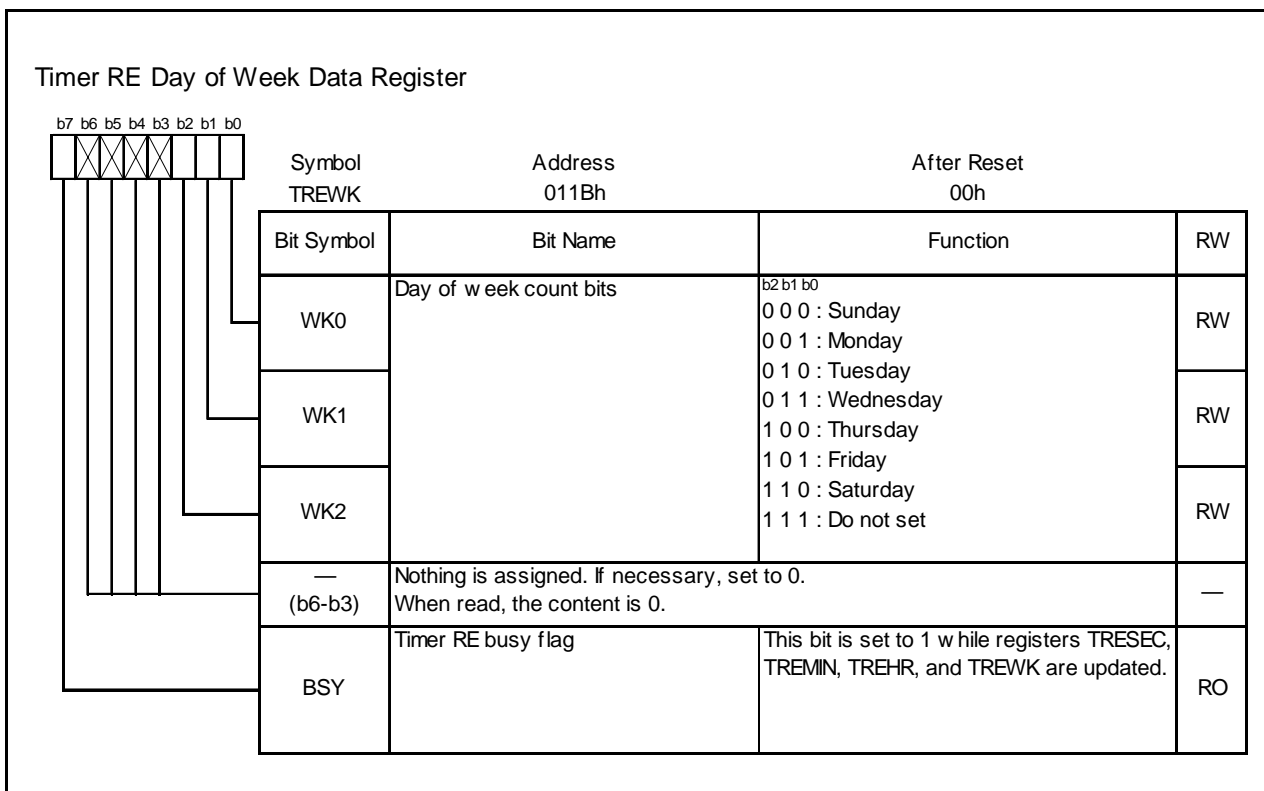 Timer RE Day of Week Data Register
b7 b6 b5 b4 b3 b2 b1 b0
Symbol Address After Reset
TREWK 011Bh 00h
Bit Symbol Bit Name Function RW
WK0 Day of w eek count bits b2 b1 b0 RW
0 0 0 : Sunday
0 0 1 : Monday
0 1 0 : Tuesday
WK1 0 1 1 : Wednesday RW
1 0 0 : Thursday
1 0 1 : Friday
WK2 1 1 0 : Saturday RW
1 1 1 : Do not set
— Nothing is assigned. If necessary, set to 0. —
(b6-b3) When read, the content is 0.
BSY Timer RE busy flag This bit is set to 1 w hile registers TRESEC, RO
TREMIN, TREHR, and TREWK are updated.